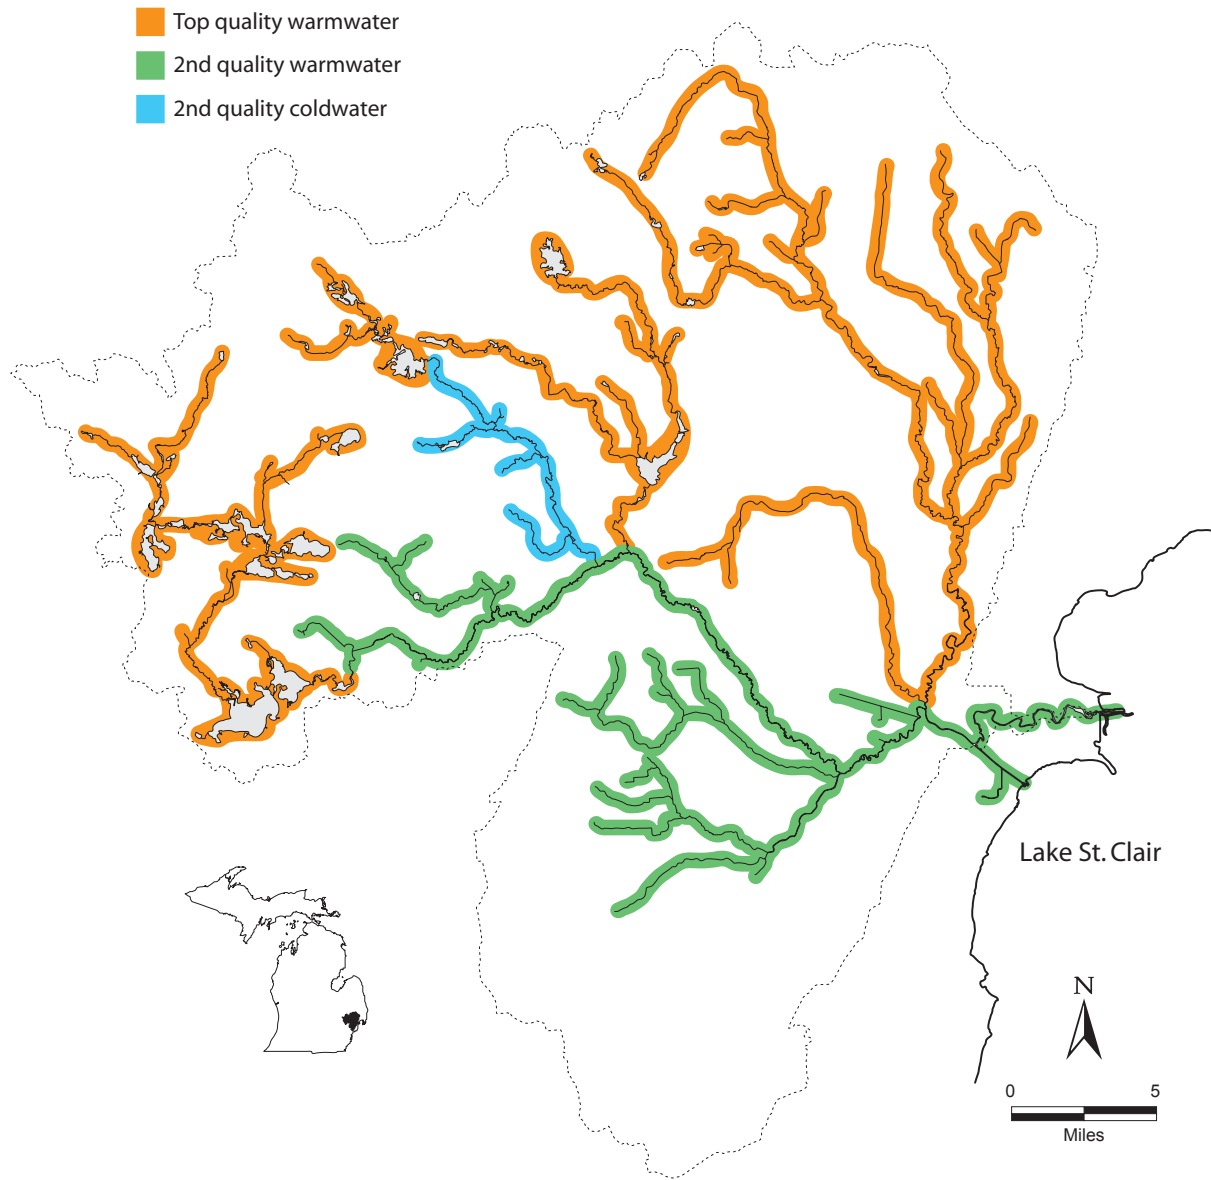 Top quality warmwater
2nd quality warmwater
2nd quality coldwater
Lake St. Clair
N
0 5
Miles